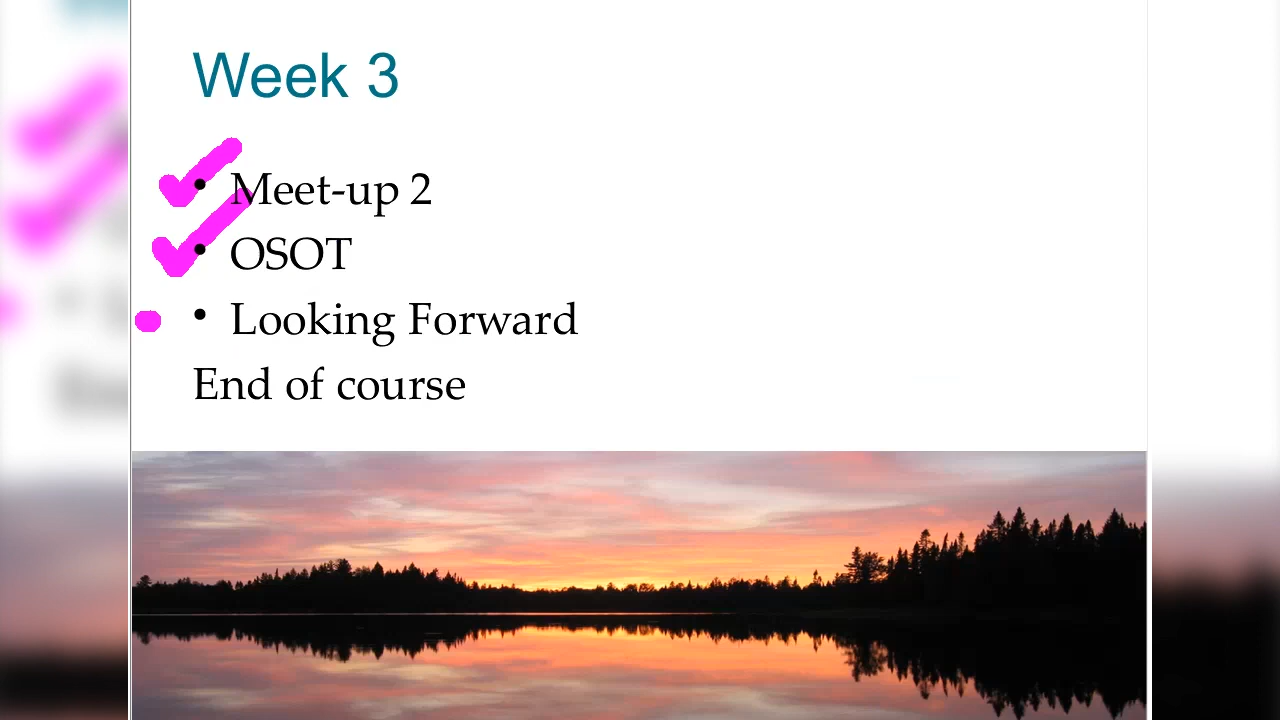 Week 3
• Meet-up 2
• OSOT
• Looking Forward
End of course